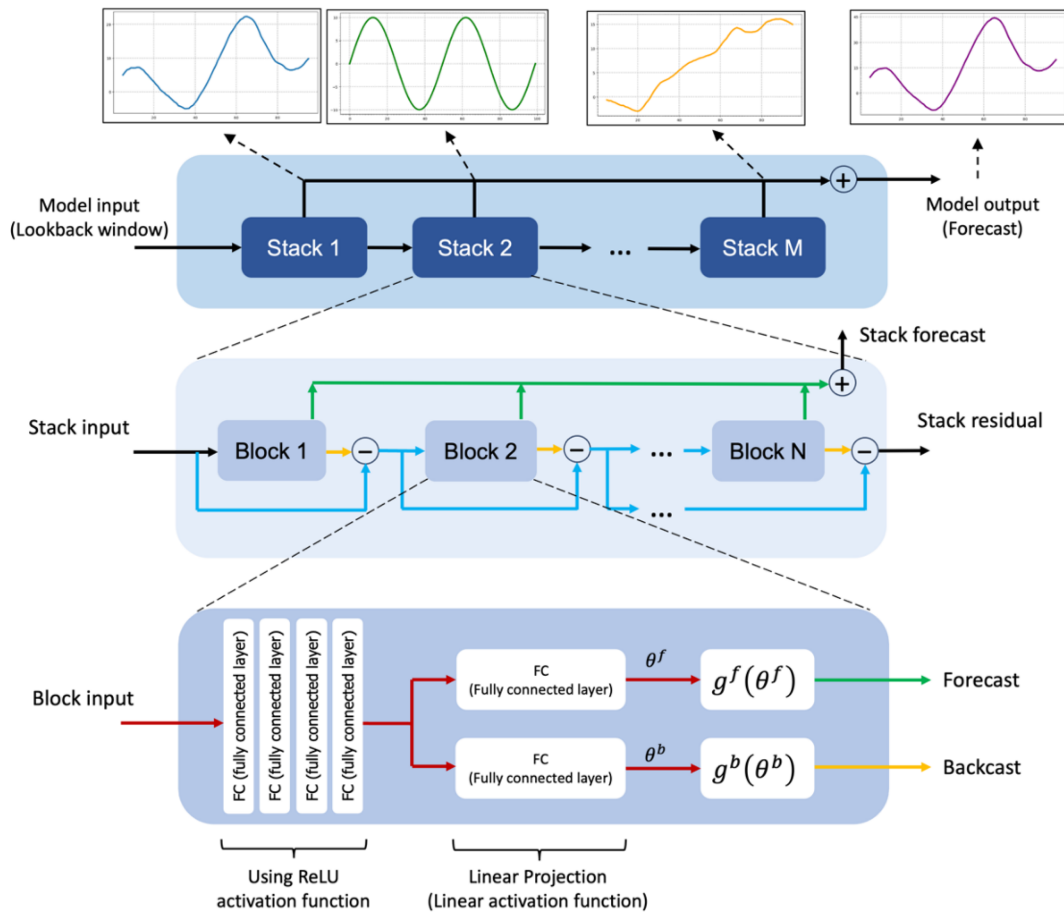 Model input
(Lookback window)
Stack 1
Stack 2
...
Stack M
+
Model output
(Forecast)
Stack forecast
+
Stack input
Block 1
−
Block 2
−
...
Block N
−
Stack residual
...
Block input
FC (fully connected layer)
FC (fully connected layer)
FC (fully connected layer)
FC (fully connected layer)
FC
(Fully connected layer)
θ^f
g^f(θ^f)
Forecast
FC
(Fully connected layer)
θ^b
g^b(θ^b)
Backcast
Using ReLU
activation function
Linear Projection
(Linear activation function)